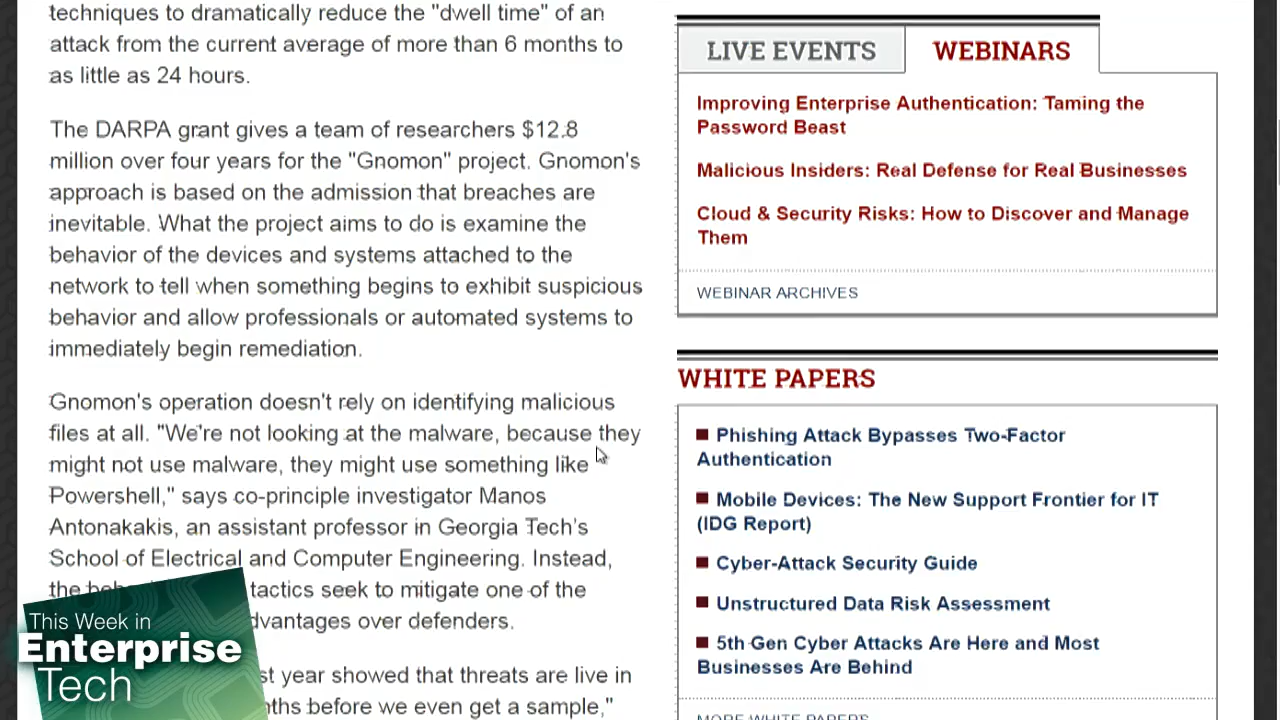 techniques to dramatically reduce the "dwell time" of an
attack from the current average of more than 6 months to
as little as 24 hours.
The DARPA grant gives a team of researchers $12.8
million over four years for the "Gnomon" project. Gnomon's
approach is based on the admission that breaches are
inevitable. What the project aims to do is examine the
behavior of the devices and systems attached to the
network to tell when something begins to exhibit suspicious
behavior and allow professionals or automated systems to
immediately begin remediation.
Gnomon's operation doesn't rely on identifying malicious
files at all. "We're not looking at the malware, because they
might not use malware, they might use something like
Powershell," says co-principle investigator Manos
Antonakakis, an assistant professor in Georgia Tech's
School of Electrical and Computer Engineering. Instead,
the tactics seek to mitigate one of the
dvantages over defenders.
st year showed that threats are live in
nths before we even get a sample,"
This Week in
Enterprise
Tech
LIVE EVENTS
WEBINARS
Improving Enterprise Authentication: Taming the
Password Beast
Malicious Insiders: Real Defense for Real Businesses
Cloud & Security Risks: How to Discover and Manage
Them
WEBINAR ARCHIVES
WHITE PAPERS
Phishing Attack Bypasses Two-Factor
Authentication
Mobile Devices: The New Support Frontier for IT
(IDG Report)
Cyber-Attack Security Guide
Unstructured Data Risk Assessment
5th Gen Cyber Attacks Are Here and Most
Businesses Are Behind
MORE WHITE PAPERS